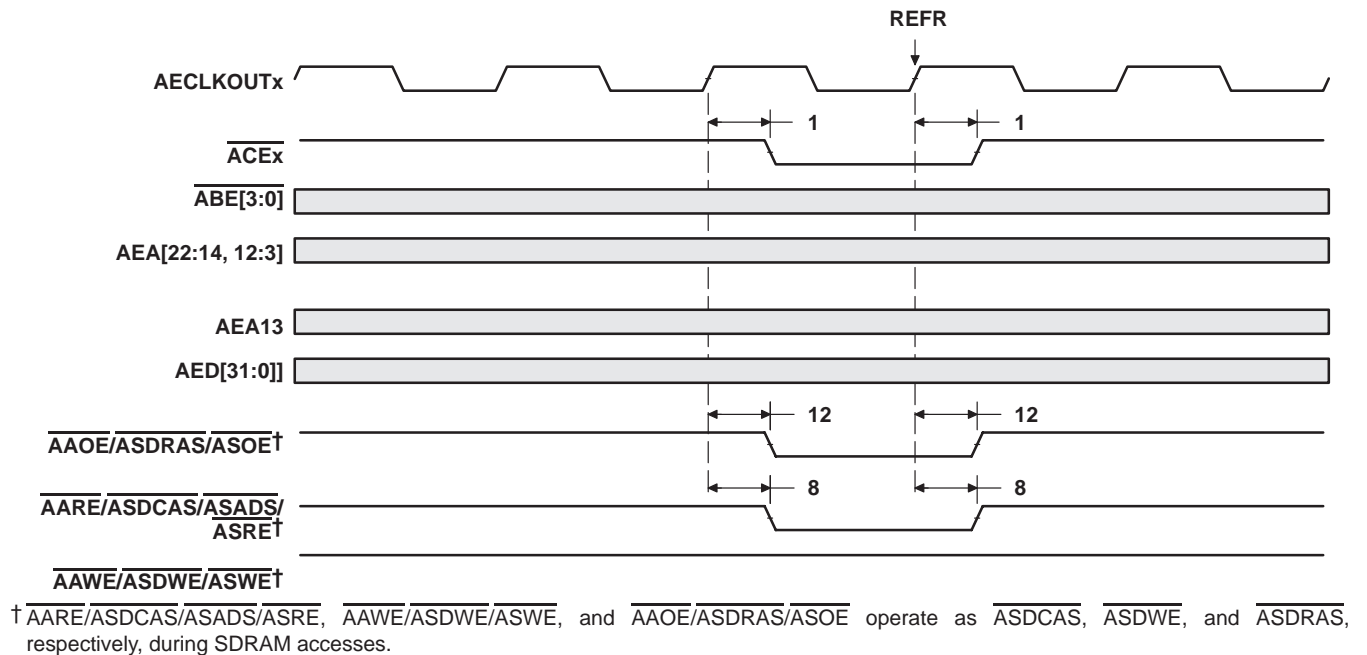 REFR
AECLKOUTx
1 1
ACEx
ABE[3:0]
AEA[22:14, 12:3]
AEA13
AED[31:0]]
12 12
AAOE/ASDRAS/ASOE†
8 8
AARE/ASDCAS/ASADS/
ASRE†
AAWE/ASDWE/ASWE†
† AARE/ASDCAS/ASADS/ASRE, AAWE/ASDWE/ASWE, and AAOE/ASDRAS/ASOE operate as ASDCAS, ASDWE, and ASDRAS,
respectively, during SDRAM accesses.